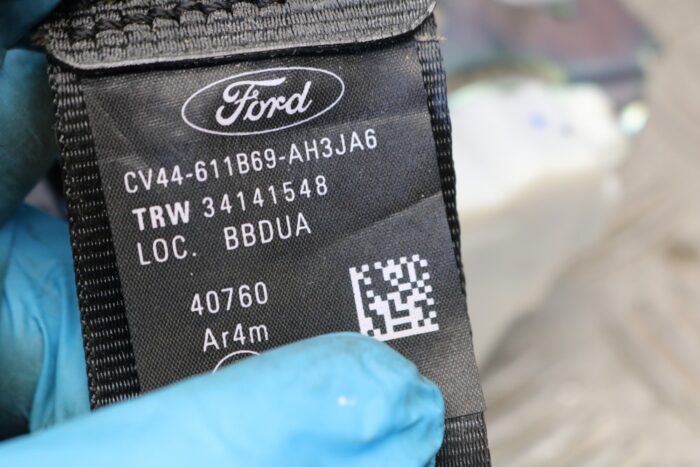 Ford
CV44-611B69-AH3JA6
TRW 34141548
LOC. BBDUA
40760
Ar4m